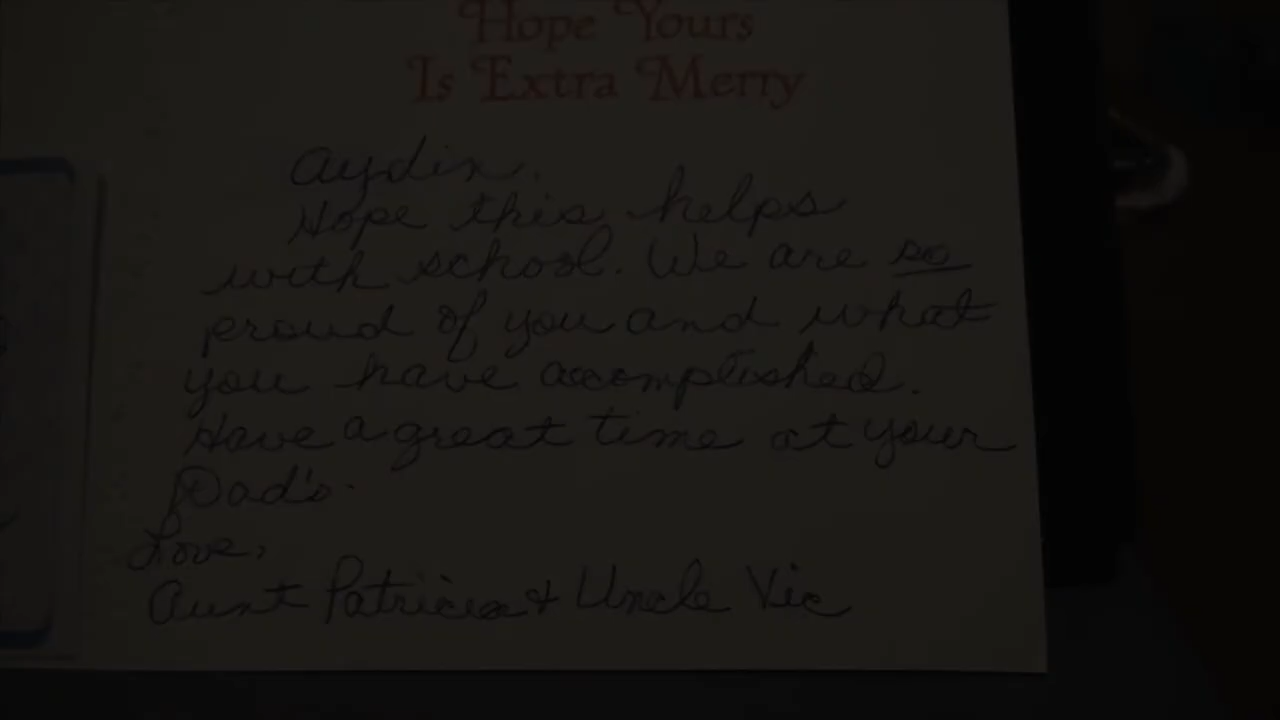 Hope Yours
Is Extra Merry
Aydin,
Hope this helps
with school. We are so
proud of you and what
you have accomplished.
Have a great time at your
Dad's.
Love,
Aunt Patricia & Uncle Vic